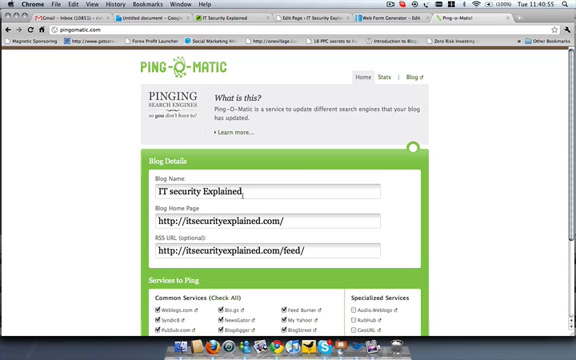 Chrome File Edit View History Bookmarks Window Help
(100%) Tue 11:40:55
Gmail - Inbox (10851) - m
Untitled document - Google
IT Security Explained
Edit Page ‹ IT Security Expl
Web Form Generator - Edit
Ping-o-Matic!
pingomatic.com
Magnetic Sponsoring
Forex Profit Launcher
Social Marketing Me
18 PPC secrets to
Introduction to Blog
Zero Risk Investing
Other Bookmarks
PING-O-MATIC
Home Stats | Blog
PINGING
SEARCH ENGINES
so you don't have to!
What is this?
Ping-O-Matic is a service to update different search engines that your blog
has updated.
Learn more...
Blog Details
Blog Name:
IT security Explained
Blog Home Page
http://itsecurityexplained.com/
RSS URL (optional):
http://itsecurityexplained.com/feed/
Services to Ping
Common Services (Check All)
Specialized Services
Weblogs.com
Blo.gs
Feed Burner
Audio.Weblogs
Syndic8
NewsGator
My Yahoo!
RubHub
PubSub.com
Blogdigger
BlogStreet
GeoURL